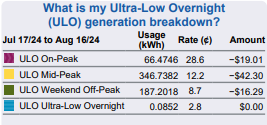 What is my Ultra-Low Overnight
(ULO) generation breakdown?
Jul 17/24 to Aug 16/24 Usage (kWh) Rate (¢) Amount
ULO On-Peak 66.4746 28.6 –$19.01
ULO Mid-Peak 346.7382 12.2 –$42.30
ULO Weekend Off-Peak 187.2018 8.7 –$16.29
ULO Ultra-Low Overnight 0.0852 2.8 $0.00